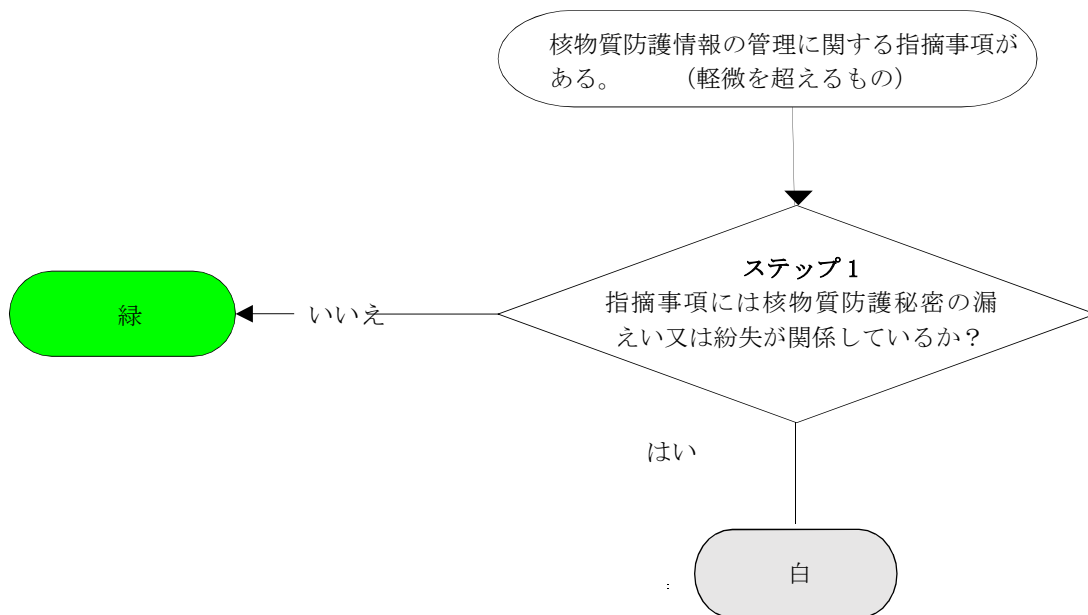 核物質防護情報の管理に関する指摘事項が
ある。　　（軽微を超えるもの）
ステップ1
指摘事項には核物質防護秘密の漏
えい又は紛失が関係しているか？
いいえ
緑
はい
白
: